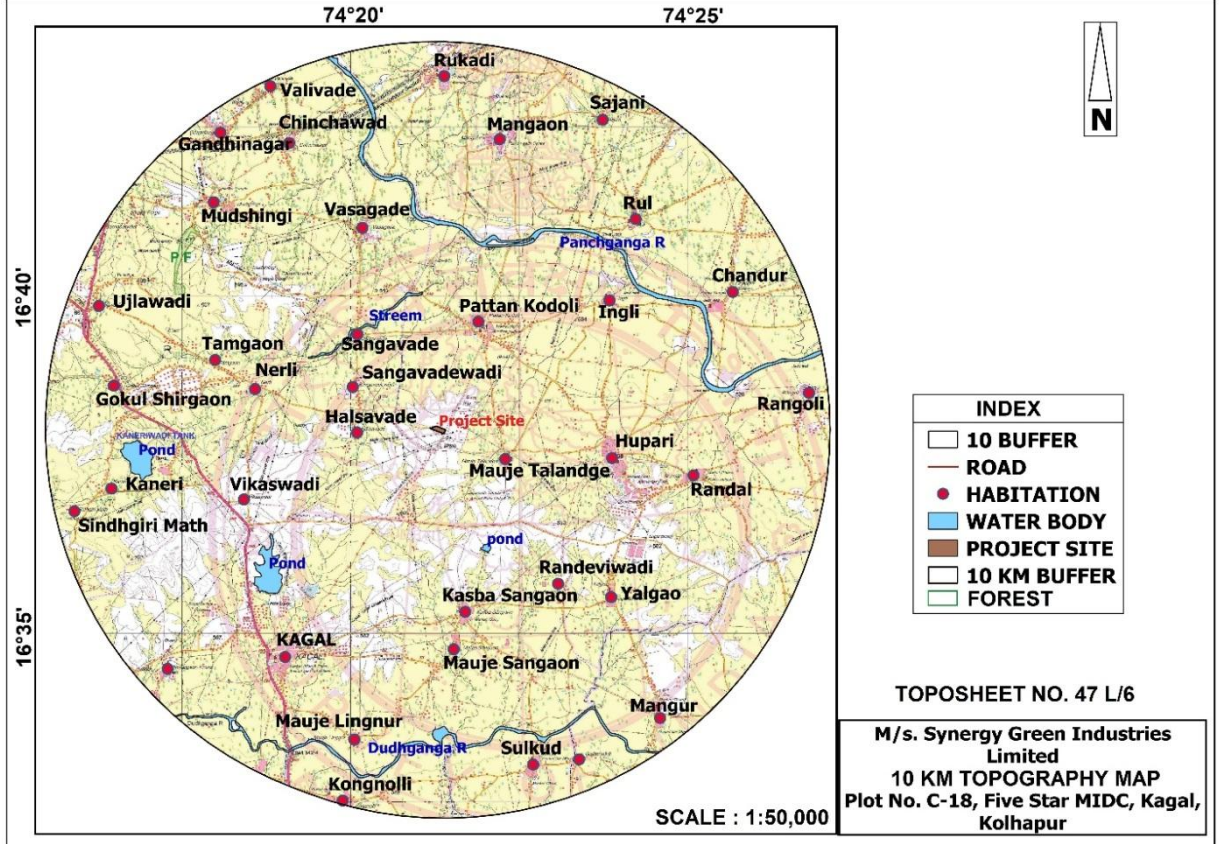 74°20'
74°25'
N
Rukadi
Valivade
Sajani
Chinchawad
Mangaon
Gandhinagar
Mudshingi
Vasagade
Rul
Panchganga R
P F
Chandur
16°40'
Ujlawadi
Pattan Kodoli
Ingli
Streem
Sangavade
Tamgaon
Nerli
Sangavadewadi
Gokul Shirgaon
Rangoli
Halsavade
Project Site
KANERIWADI TANK
Pond
Hupari
Mauje Talandge
Kaneri
Vikaswadi
Randal
Sindhgiri Math
pond
Pond
Randeviwadi
Kasba Sangaon
Yalgao
16°35'
KAGAL
Mauje Sangaon
Mangur
Mauje Lingnur
Dudhganga R
Sulkud
Kongnolli
SCALE : 1:50,000
INDEX
10 BUFFER
ROAD
HABITATION
WATER BODY
PROJECT SITE
10 KM BUFFER
FOREST
TOPOSHEET NO. 47 L/6
M/s. Synergy Green Industries
Limited
10 KM TOPOGRAPHY MAP
Plot No. C-18, Five Star MIDC, Kagal,
Kolhapur